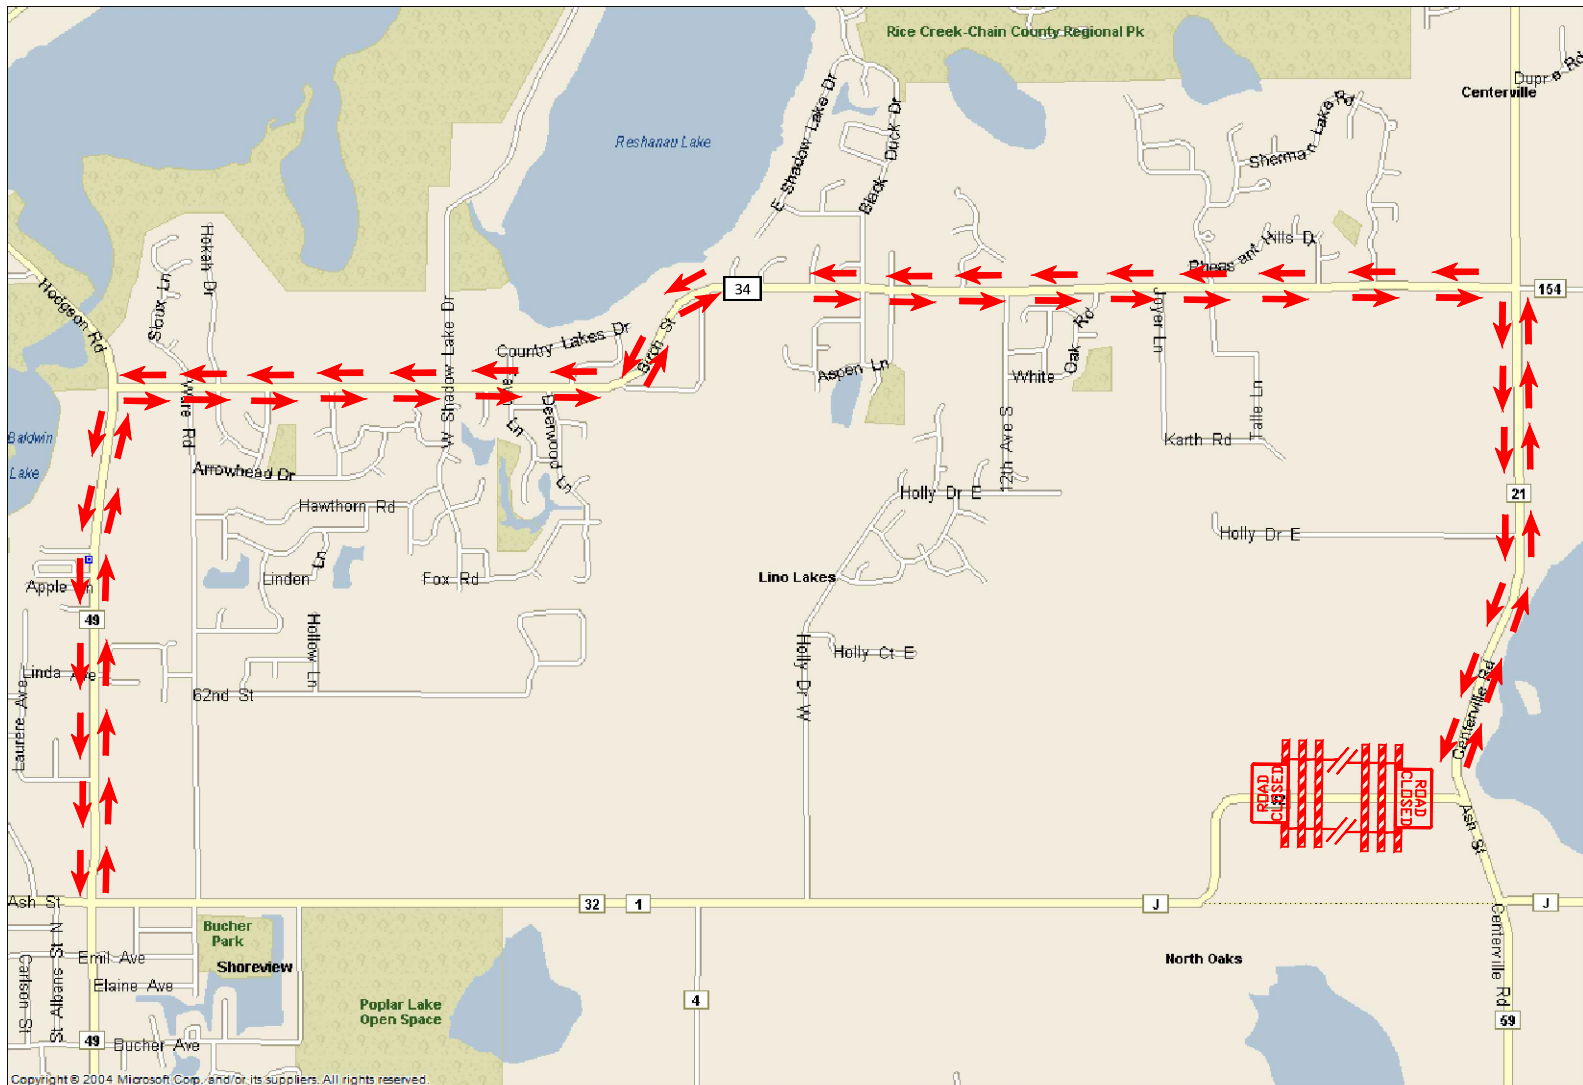 Rice Creek-Chain County Regional Pk
Dupre Rd
Centerville
Reshanau Lake
E Shadow Lake Dr
Black Duck Dr
Sherman Lake Rd
Hokah Dr
Sioux Ln
Hodgson Rd
Pheasant Hills D
34
154
Joyer Ln
W Shadow Lake Dr
Country Lakes Dr
Birch St
Aspen Ln
White Oak Rd
Ware Rd
Deerwood Ln
Ln
12th Ave S
Talle Ln
Karth Rd
Baldwin
Lake
Arrowhead Dr
Hawthorn Rd
Holly Dr E
21
Holly Dr E
Linden Ln
Fox Rd
Lino Lakes
Apple Ln
49
Hollow Ln
Holly Dr W
Holly Ct E
Linda Ave
Laurere Ave
62nd St
Centerville Rd
ROAD
CLOSED
ROAD
CLOSED
Ash St
Ash St
32
1
J
J
Bucher
Park
Shoreview
Emil Ave
Elaine Ave
Carlson St
St Albans St N
North Oaks
Centerville Rd
Poplar Lake
Open Space
4
59
49
Bucher Ave
Copyright © 2004 Microsoft Corp. and/or its suppliers. All rights reserved.